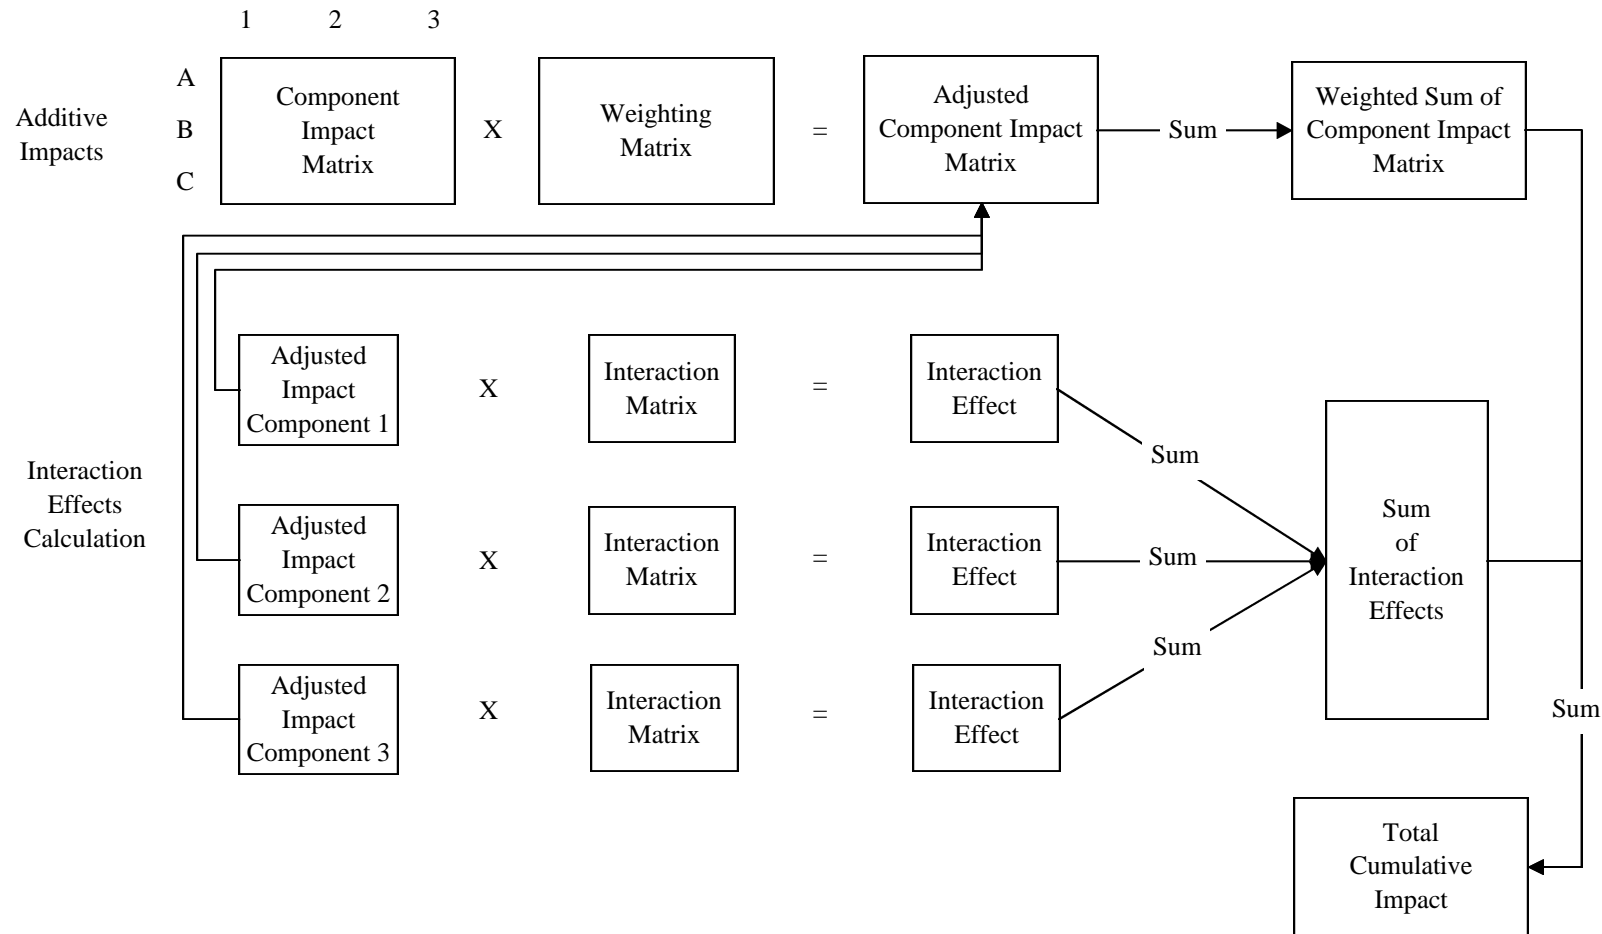 1 2 3
A
B
C
Additive
Impacts
Component
Impact
Matrix
X
Weighting
Matrix
=
Adjusted
Component Impact
Matrix
Sum
Weighted Sum of
Component Impact
Matrix
Interaction
Effects
Calculation
Adjusted
Impact
Component 1
X
Interaction
Matrix
=
Interaction
Effect
Sum
Adjusted
Impact
Component 2
X
Interaction
Matrix
=
Interaction
Effect
Sum
Adjusted
Impact
Component 3
X
Interaction
Matrix
=
Interaction
Effect
Sum
Sum
of
Interaction
Effects
Sum
Total
Cumulative
Impact